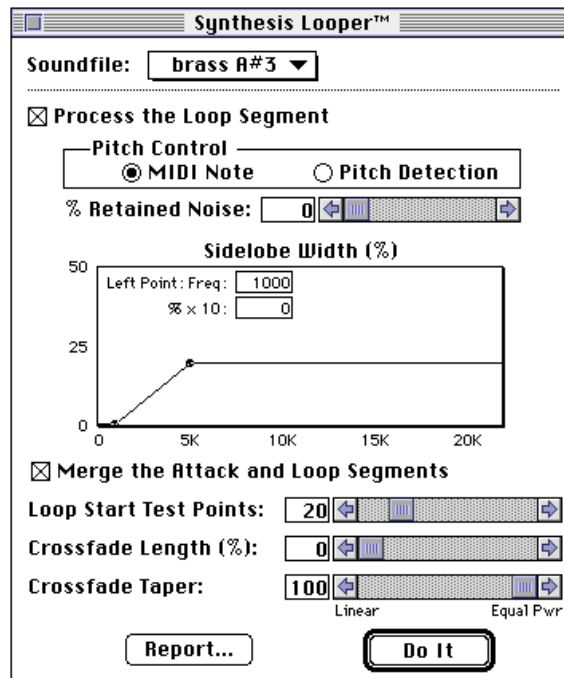 Synthesis Looper™
Soundfile: brass A#3
Process the Loop Segment
Pitch Control
MIDI Note Pitch Detection
% Retained Noise: 0
Sidelobe Width (%)
50
Left Point: Freq: 1000
% x 10: 0
25
0
0 5K 10K 15K 20K
Merge the Attack and Loop Segments
Loop Start Test Points: 20
Crossfade Length (%): 0
Crossfade Taper: 100
Linear Equal Pwr
Report... Do It